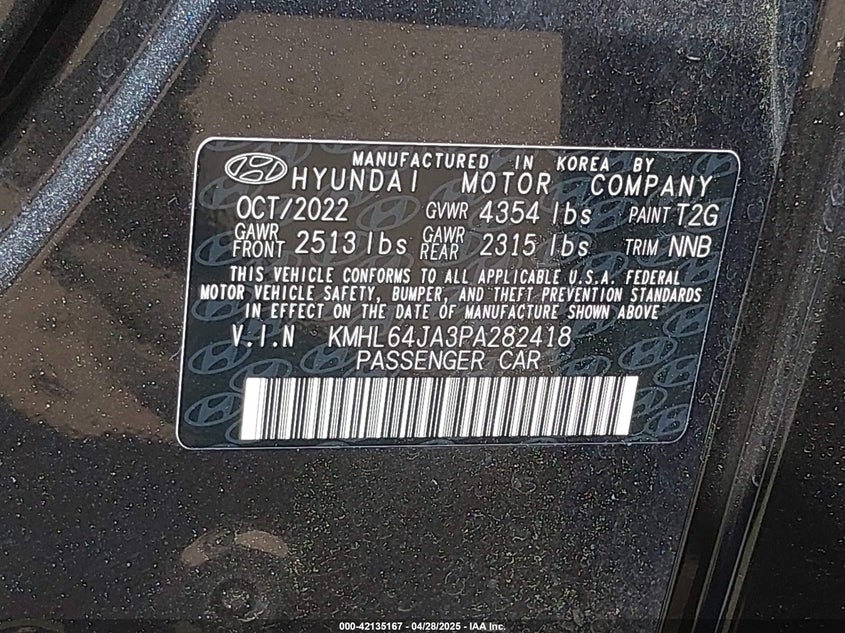 MANUFACTURED IN KOREA BY
HYUNDAI MOTOR COMPANY
OCT/2022 GVWR 4354 lbs PAINT T2G
GAWR FRONT 2513 lbs GAWR REAR 2315 lbs TRIM NNB
THIS VEHICLE CONFORMS TO ALL APPLICABLE U.S.A. FEDERAL
MOTOR VEHICLE SAFETY, BUMPER, AND THEFT PREVENTION STANDARDS
IN EFFECT ON THE DATE OF MANUFACTURE SHOWN ABOVE
V.I.N KMHL64JA3PA282418
PASSENGER CAR
000-42135167 - 04/28/2025 - IAA Inc.